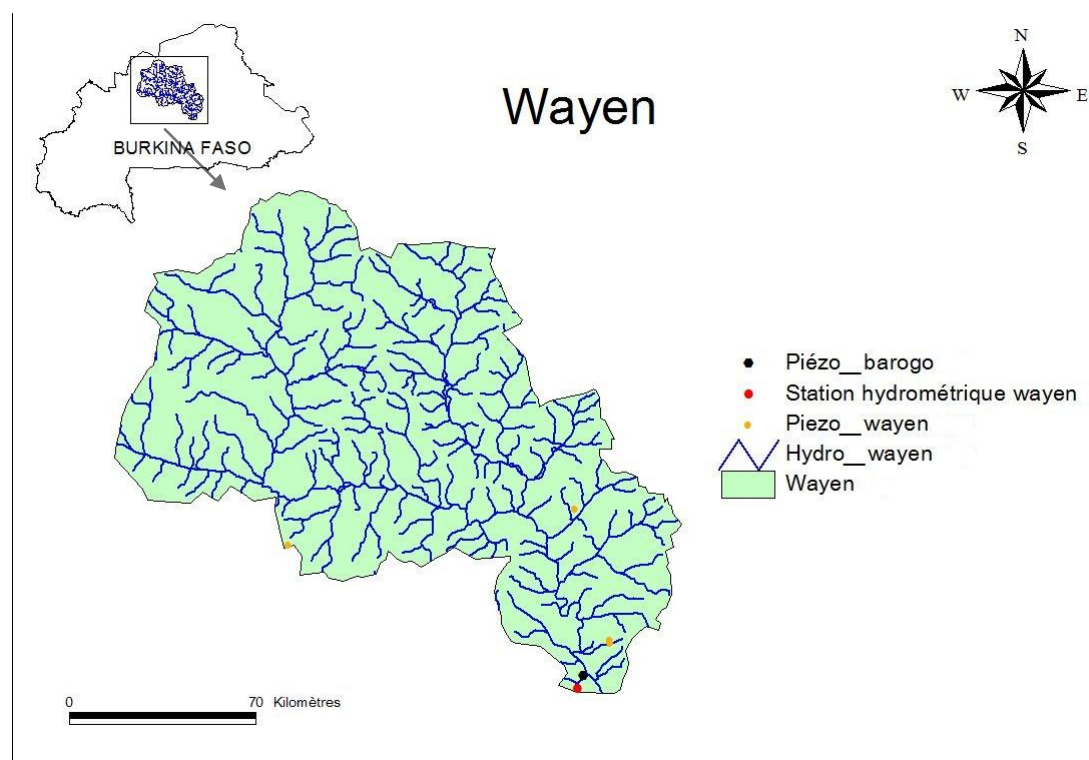 N
W
E
S
BURKINA FASO
Wayen
Piézo__barogo
Station hydrométrique wayen
Piezo__wayen
Hydro__wayen
Wayen
0
70 Kilomètres